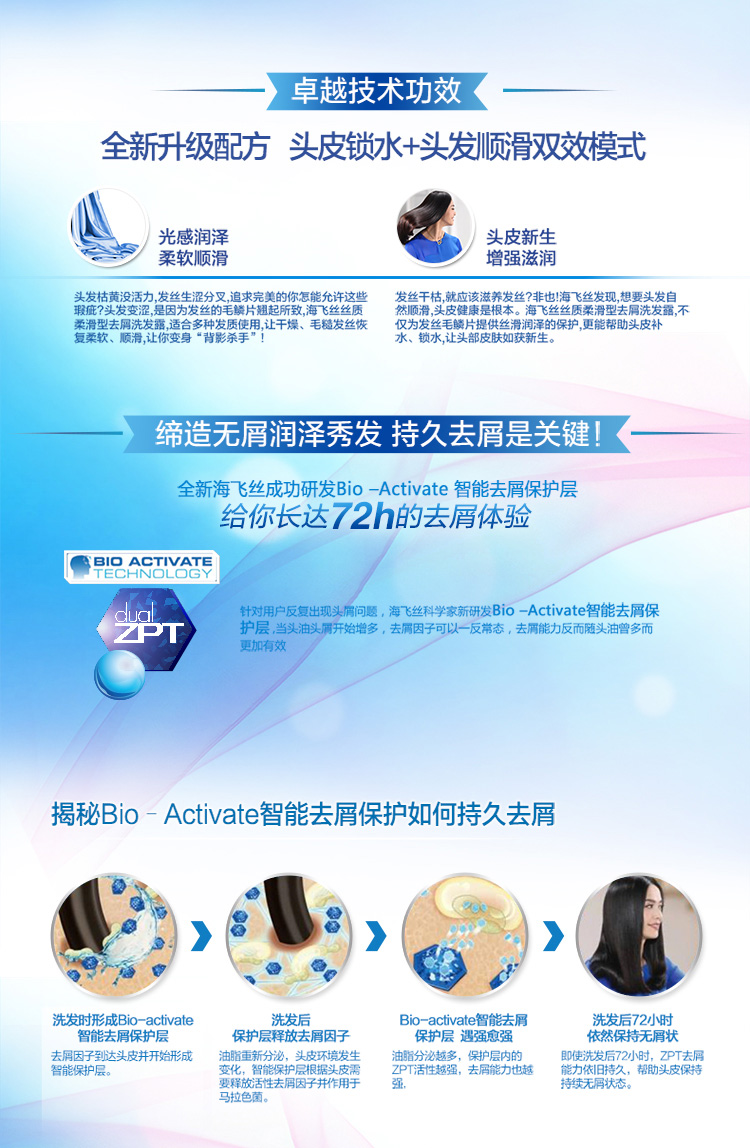 卓越技术功效
全新升级配方 头皮锁水+头发顺滑双效模式
光感润泽
柔软顺滑
头发枯黄没活力,发丝生涩分叉,追求完美的你怎能允许这些
瑕疵?头发变涩,是因为发丝的毛鳞片翘起所致,海飞丝丝质
柔滑型去屑洗发露,适合多种发质使用,让干燥、毛糙发丝恢
复柔软、顺滑,让你变身“背影杀手”!
头皮新生
增强滋润
发丝干枯,就应该滋养发丝?非也!海飞丝发现,想要头发自
然顺滑,头皮健康是根本。海飞丝丝质柔滑型去屑洗发露,不
仅为发丝毛鳞片提供丝滑润泽的保护,更能帮助头皮补
水、锁水,让头部皮肤如获新生。
缔造无屑润泽秀发 持久去屑是关键!
全新海飞丝成功研发Bio –Activate 智能去屑保护层
给你长达72h的去屑体验
BIO ACTIVATE
TECHNOLOGY
dual
ZPT
针对用户反复出现头屑问题，海飞丝科学家新研发Bio –Activate智能去屑保
护层,当头油头屑开始增多，去屑因子可以一反常态，去屑能力反而随头油曾多而
更加有效
揭秘Bio–Activate智能去屑保护如何持久去屑
洗发时形成Bio-activate
智能去屑保护层
去屑因子到达头皮并开始形成
智能保护层。
洗发后
保护层释放去屑因子
油脂重新分泌，头皮环境发生
变化，智能保护层根据头皮需
要释放活性去屑因子并作用于
马拉色菌。
Bio-activate智能去屑
保护层 遇强愈强
油脂分泌越多，保护层内的
ZPT活性越强，去屑能力也越
强.
洗发后72小时
依然保持无屑状
即使洗发后72小时，ZPT去屑
能力依旧持久，帮助头皮保持
持续无屑状态。